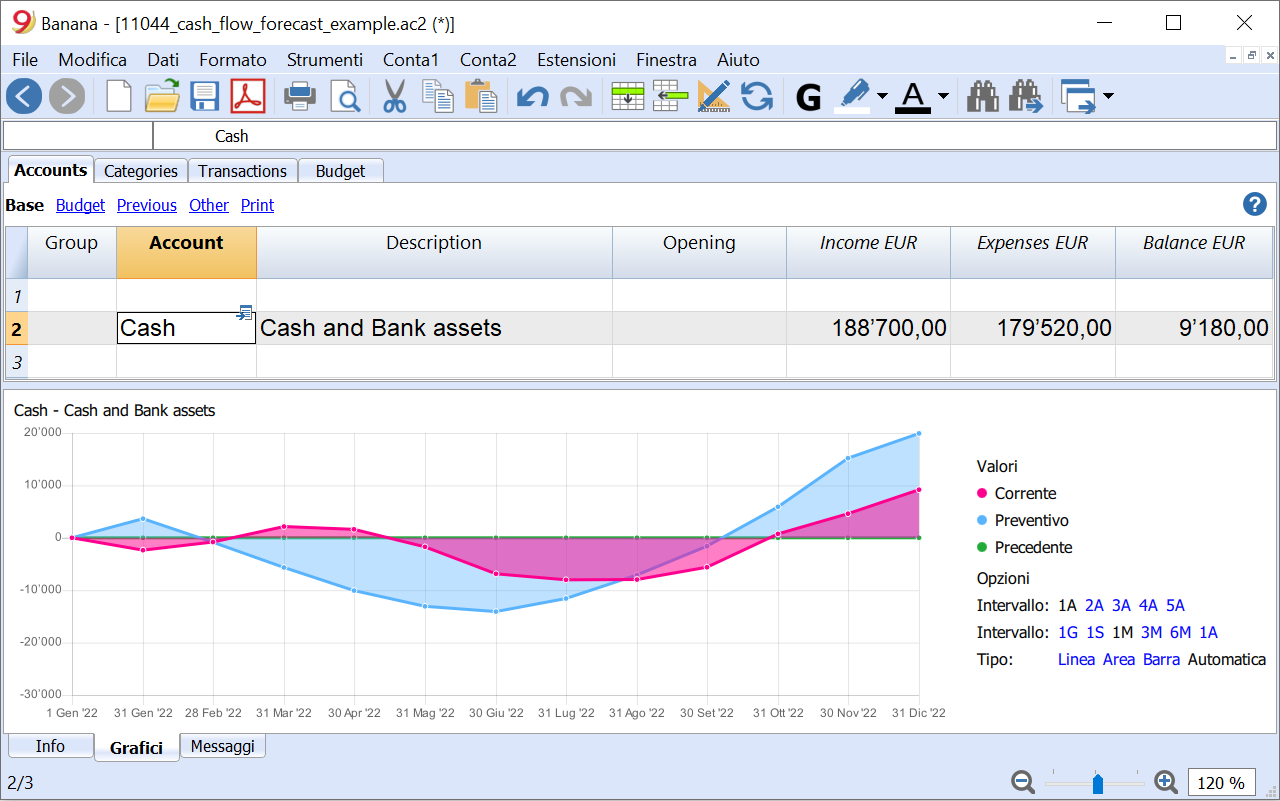 Banana - [11044_cash_flow_forecast_example.ac2 (*)]
File Modifica Dati Formato Strumenti Conta1 Conta2 Estensioni Finestra Aiuto
G A
Cash
Accounts Categories Transactions Budget
Base Budget Previous Other Print ?
Group Account Description Opening Income EUR Expenses EUR Balance EUR
1
2 Cash Cash and Bank assets 188’700,00 179’520,00 9’180,00
3
Cash - Cash and Bank assets
20'000
10'000
0
-10'000
-20'000
-30'000
1 Gen '22 31 Gen '22 28 Feb '22 31 Mar '22 30 Apr '22 31 Mag '22 30 Giu '22 31 Lug '22 31 Ago '22 30 Set '22 31 Ott '22 30 Nov '22 31 Dic '22
Valori
Corrente
Preventivo
Precedente
Opzioni
Intervallo: 1A 2A 3A 4A 5A
Intervallo: 1G 1S 1M 3M 6M 1A
Tipo: Linea Area Barra Automatica
Info Grafici Messaggi
2/3 120 %